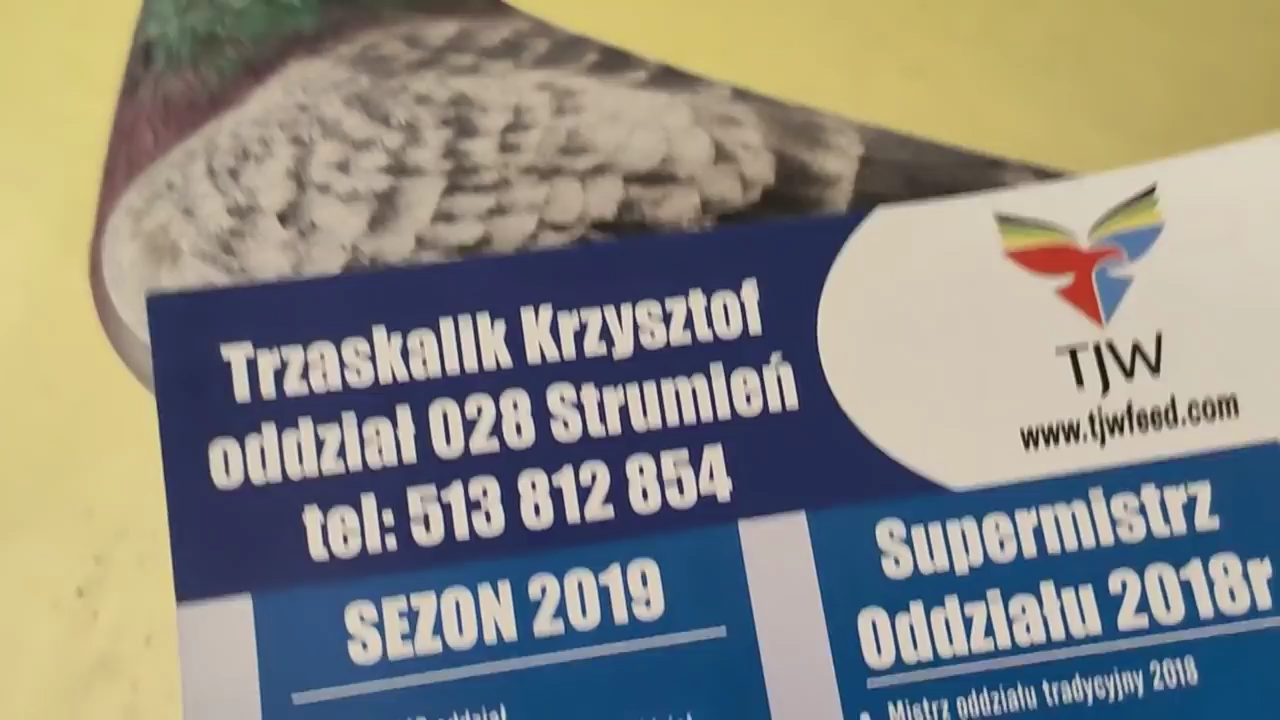 Trzaskalik Krzysztof
oddział 028 Strumień
tel: 513 812 854
TJW
www.tjwfeed.com
SEZON 2019
Supermistrz
Oddziału 2018r
Mistrz oddziału tradycyjny 2018